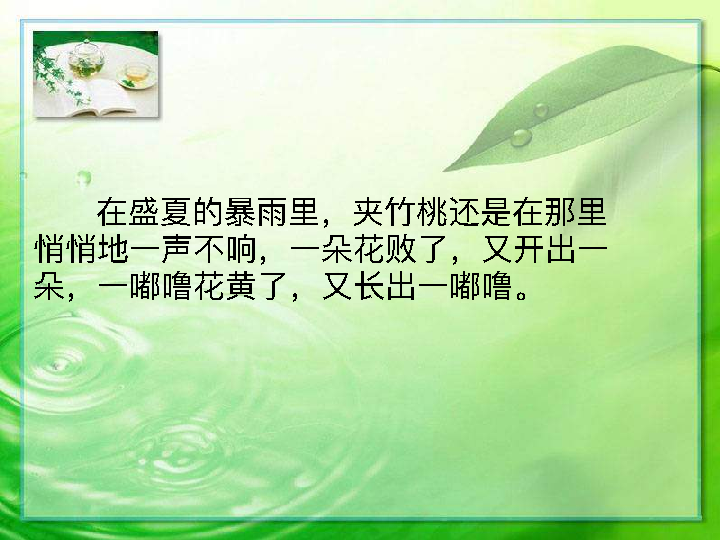 在盛夏的暴雨里，夹竹桃还是在那里
悄悄地一声不响，一朵花败了，又开出一
朵，一嘟噜花黄了，又长出一嘟噜。